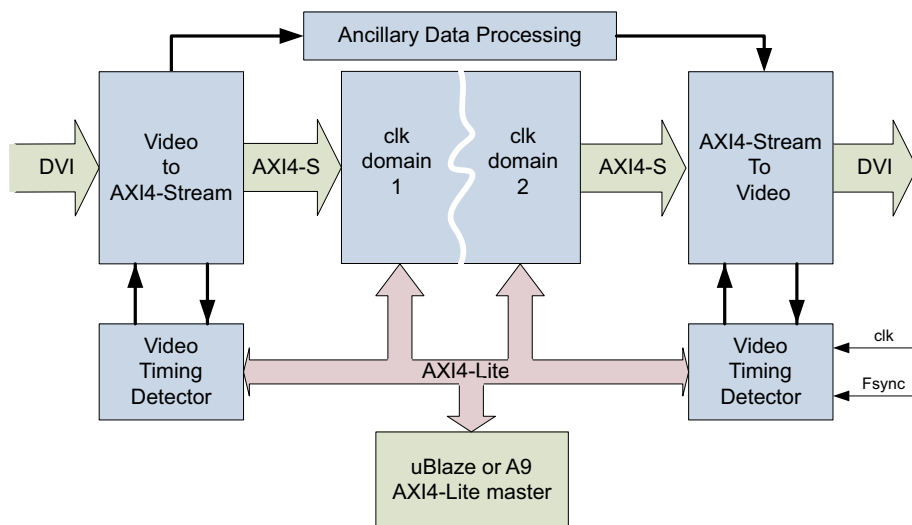 Ancillary Data Processing
DVI
Video
to
AXI4-Stream
AXI4-S
clk
domain
1
clk
domain
2
AXI4-S
AXI4-Stream
To
Video
DVI
Video
Timing
Detector
AXI4-Lite
Video
Timing
Detector
clk
Fsync
uBlaze or A9
AXI4-Lite master